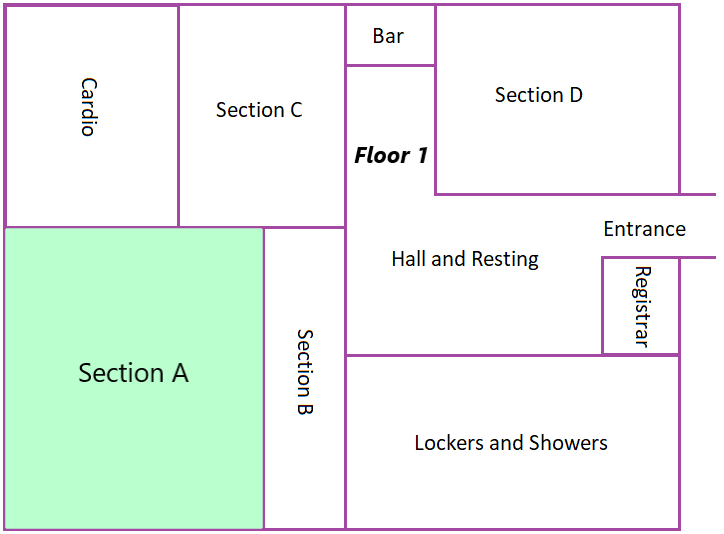 Bar
Cardio
Section C
Section D
Floor 1
Entrance
Hall and Resting
Registrar
Section A
Section B
Lockers and Showers